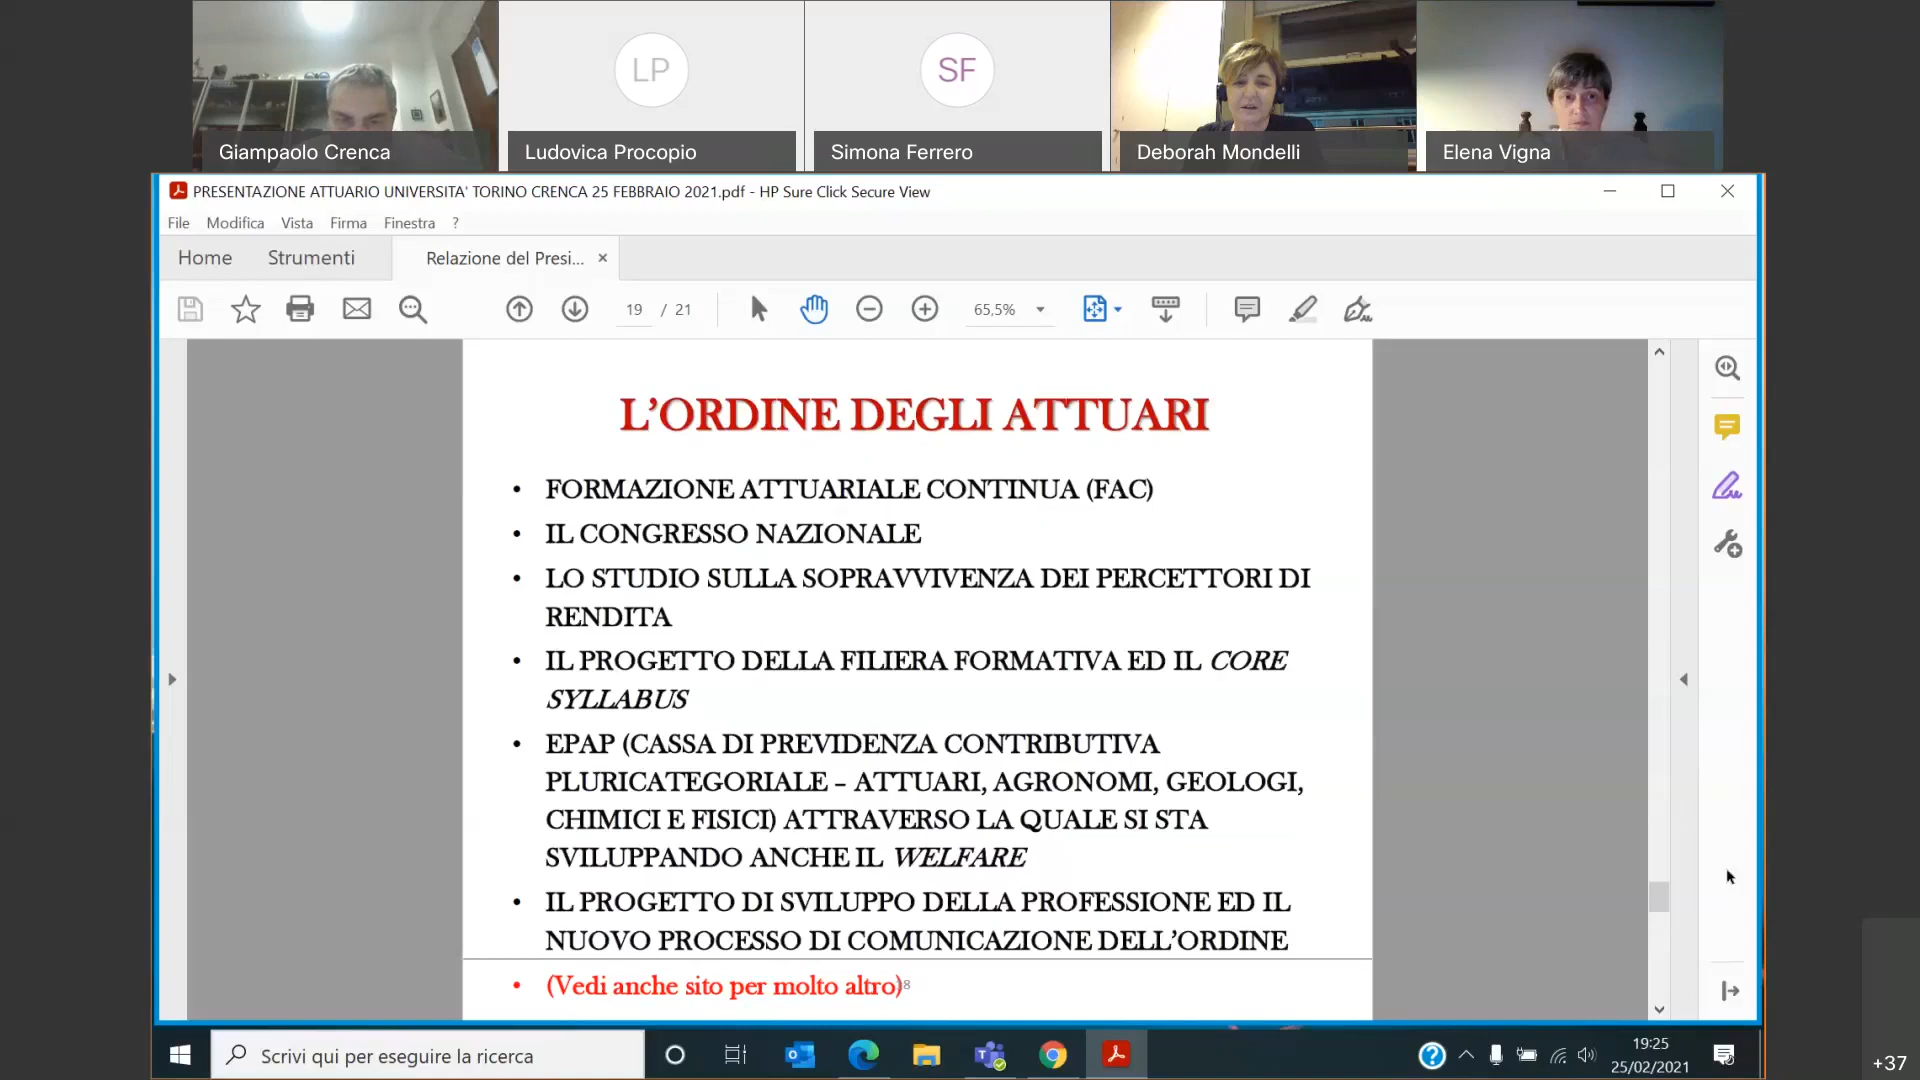 LP
SF
Giampaolo Crenca
Ludovica Procopio
Simona Ferrero
Deborah Mondelli
Elena Vigna
PRESENTAZIONE ATTUARIO UNIVERSITA' TORINO CRENCA 25 FEBBRAIO 2021.pdf - HP Sure Click Secure View
File Modifica Vista Firma Finestra ?
Home Strumenti Relazione del Presi... ×
19 / 21 65,5%
L'ORDINE DEGLI ATTUARI
• FORMAZIONE ATTUARIALE CONTINUA (FAC)
• IL CONGRESSO NAZIONALE
• LO STUDIO SULLA SOPRAVVIVENZA DEI PERCETTORI DI
RENDITA
• IL PROGETTO DELLA FILIERA FORMATIVA ED IL CORE
SYLLABUS
• EPAP (CASSA DI PREVIDENZA CONTRIBUTIVA
PLURICATEGORIALE – ATTUARI, AGRONOMI, GEOLOGI,
CHIMICI E FISICI) ATTRAVERSO LA QUALE SI STA
SVILUPPANDO ANCHE IL WELFARE
• IL PROGETTO DI SVILUPPO DELLA PROFESSIONE ED IL
NUOVO PROCESSO DI COMUNICAZIONE DELL'ORDINE
• (Vedi anche sito per molto altro)
8
Scrivi qui per eseguire la ricerca
19:25
25/02/2021
+37